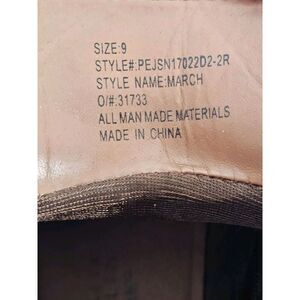 SIZE:9
STYLE#:PEJSN17022D2-2R
STYLE NAME:MARCH
O/#:31733
ALL MAN MADE MATERIALS
MADE IN CHINA